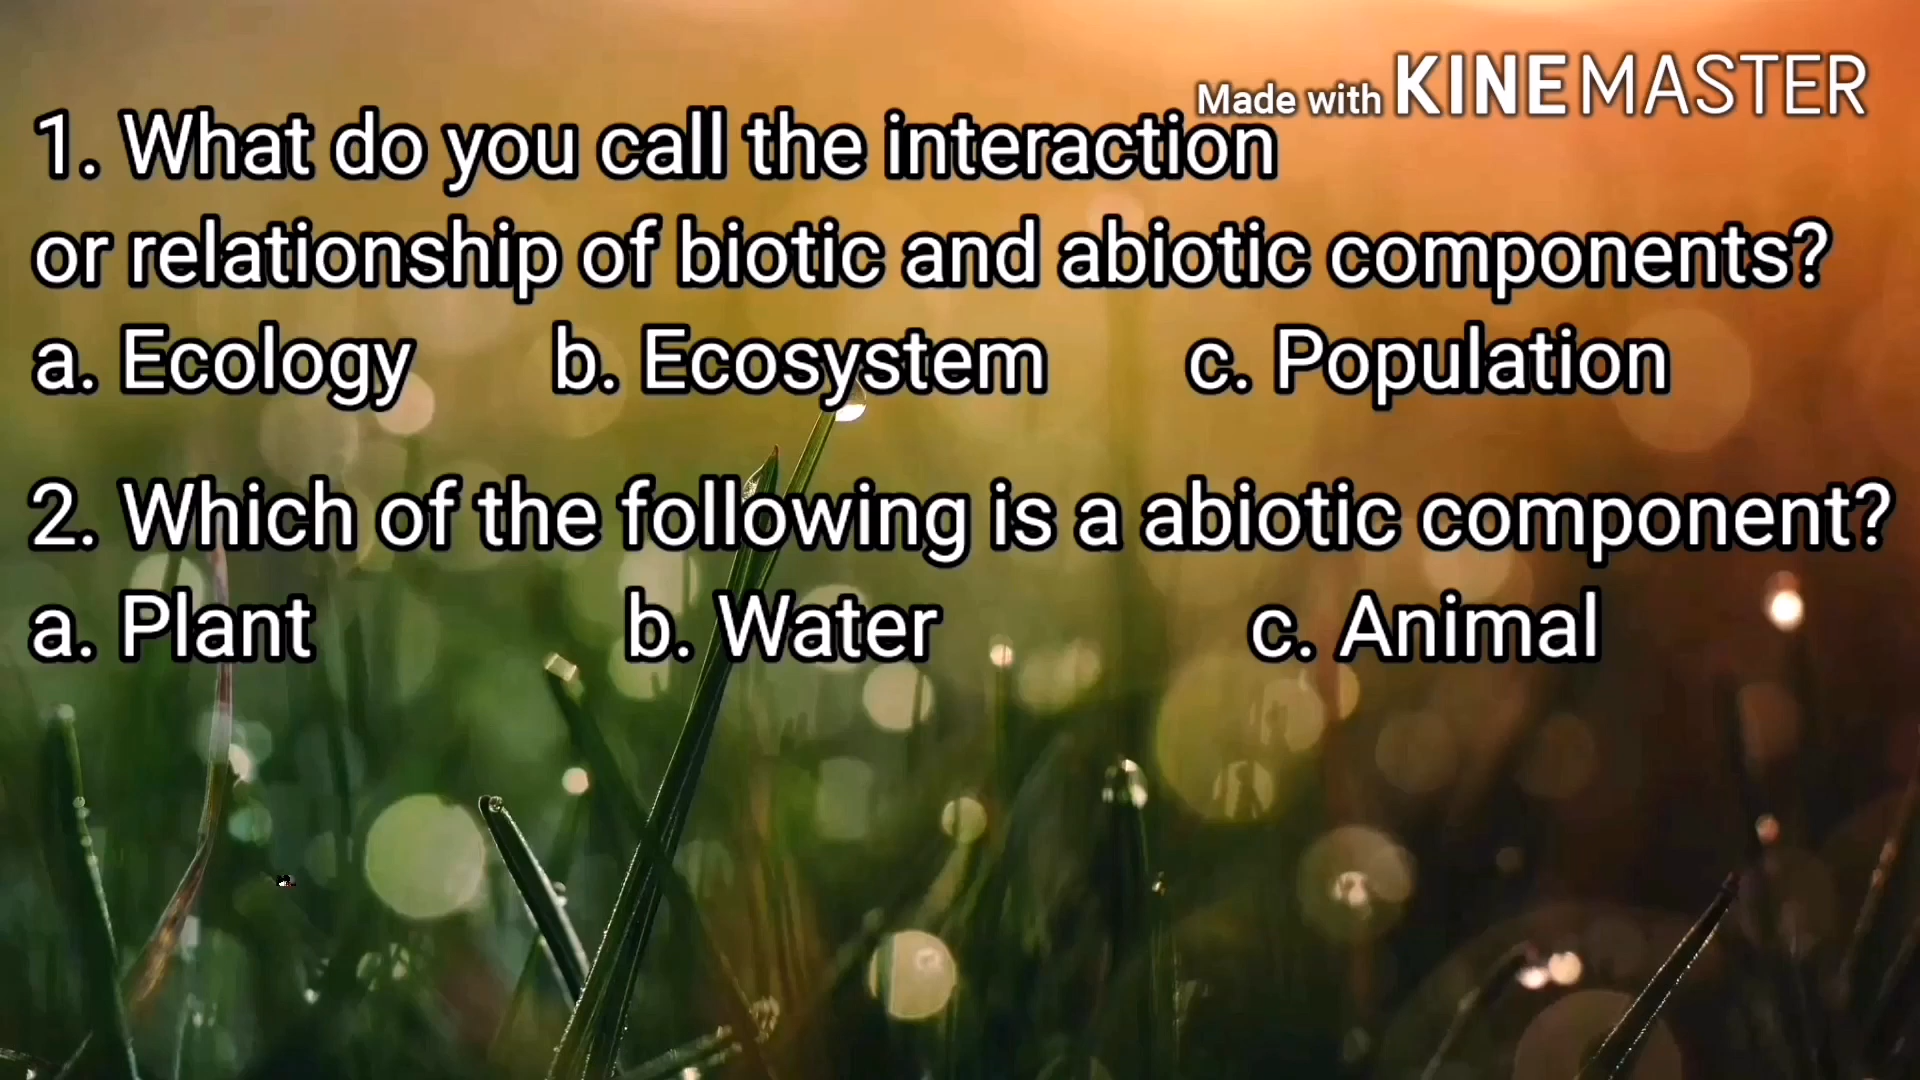 Made with KINEMASTER
1. What do you call the interaction
or relationship of biotic and abiotic components?
a. Ecology b. Ecosystem c. Population
2. Which of the following is a abiotic component?
a. Plant b. Water c. Animal